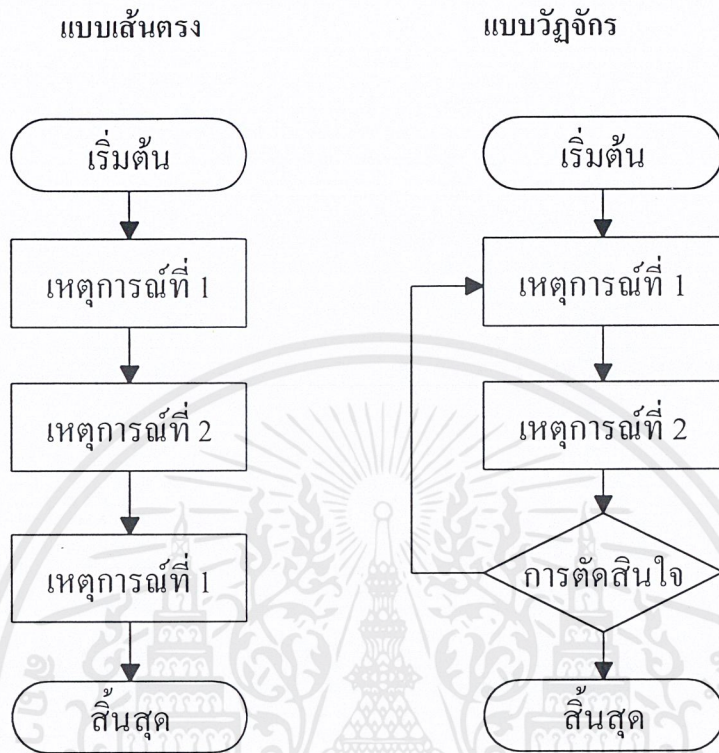 แบบเส้นตรง
เริ่มต้น
เหตุการณ์ที่ 1
เหตุการณ์ที่ 2
เหตุการณ์ที่ 1
สิ้นสุด
แบบวัฏจักร
เริ่มต้น
เหตุการณ์ที่ 1
เหตุการณ์ที่ 2
การตัดสินใจ
สิ้นสุด